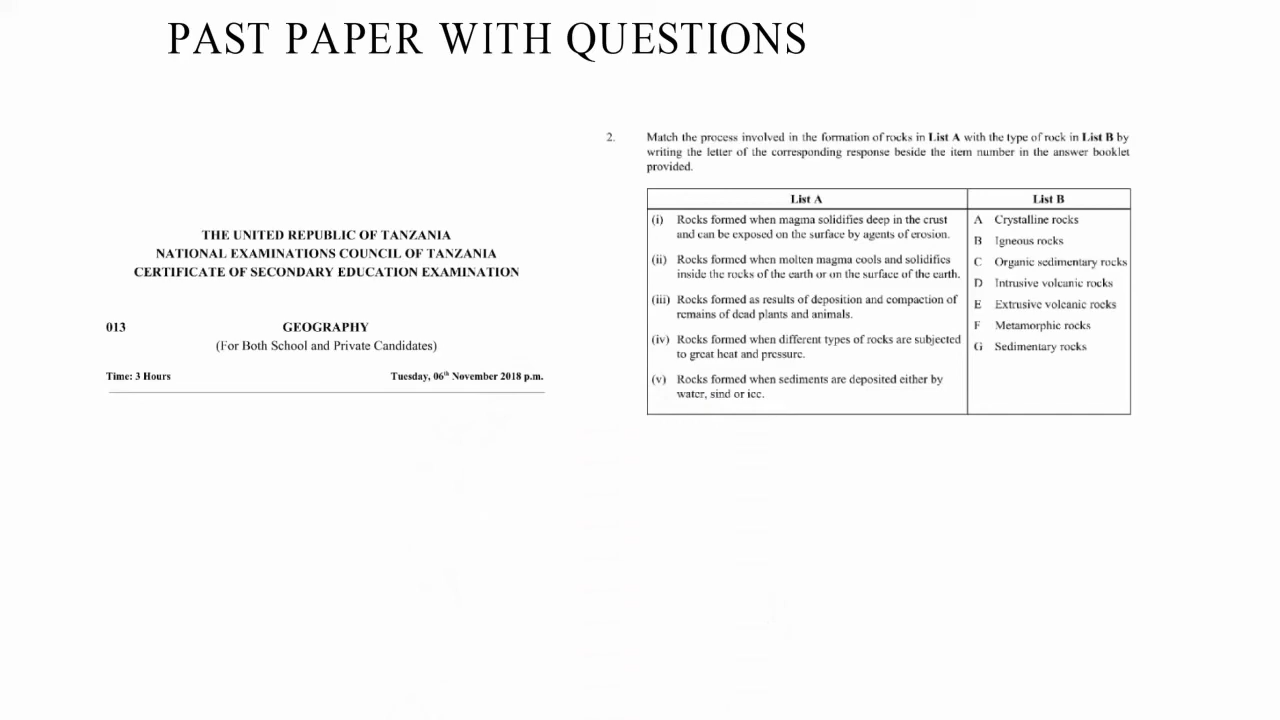 PAST PAPER WITH QUESTIONS
THE UNITED REPUBLIC OF TANZANIA
NATIONAL EXAMINATIONS COUNCIL OF TANZANIA
CERTIFICATE OF SECONDARY EDUCATION EXAMINATION
013 GEOGRAPHY
(For Both School and Private Candidates)
Time: 3 Hours Tuesday, 06th November 2018 p.m.
2. Match the process involved in the formation of rocks in List A with the type of rock in List B by
writing the letter of the corresponding response beside the item number in the answer booklet
provided.
List A
(i) Rocks formed when magma solidifies deep in the crust
and can be exposed on the surface by agents of erosion.
(ii) Rocks formed when molten magma cools and solidifies
inside the rocks of the earth or on the surface of the earth.
(iii) Rocks formed as results of deposition and compaction of
remains of dead plants and animals.
(iv) Rocks formed when different types of rocks are subjected
to great heat and pressure.
(v) Rocks formed when sediments are deposited either by
water, sind or ice.
List B
A Crystalline rocks
B Igneous rocks
C Organic sedimentary rocks
D Intrusive volcanic rocks
E Extrusive volcanic rocks
F Metamorphic rocks
G Sedimentary rocks